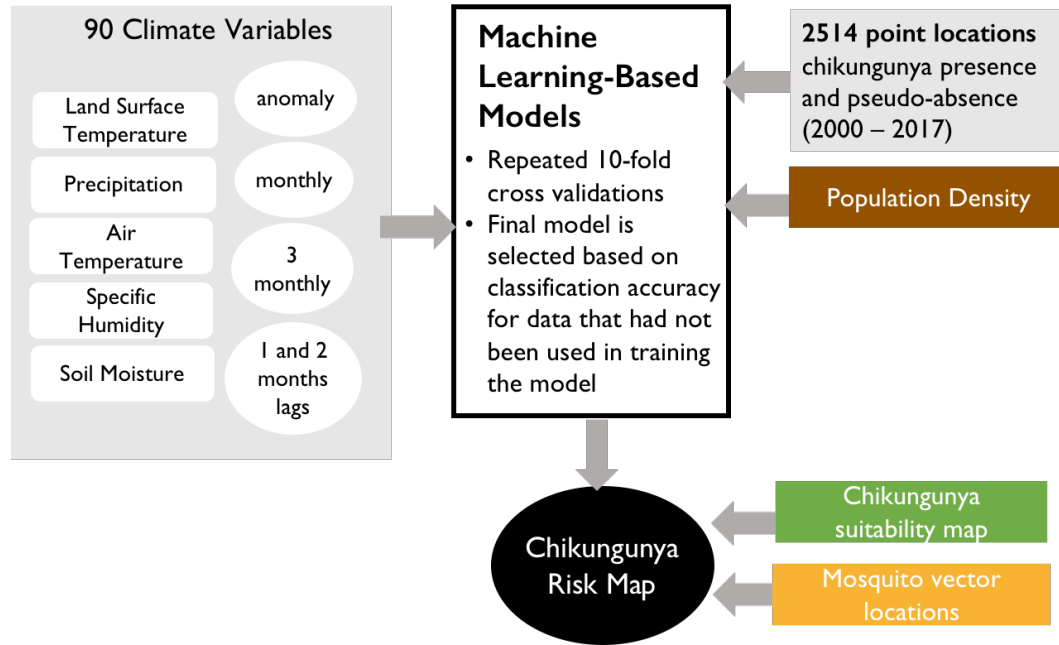 90 Climate Variables
Land Surface
Temperature
Precipitation
Air
Temperature
Specific
Humidity
Soil Moisture
anomaly
monthly
3
monthly
1 and 2
months
lags
Machine
Learning-Based
Models
• Repeated 10-fold
cross validations
• Final model is
selected based on
classification accuracy
for data that had not
been used in training
the model
2514 point locations
chikungunya presence
and pseudo-absence
(2000 – 2017)
Population Density
Chikungunya
Risk Map
Chikungunya
suitability map
Mosquito vector
locations